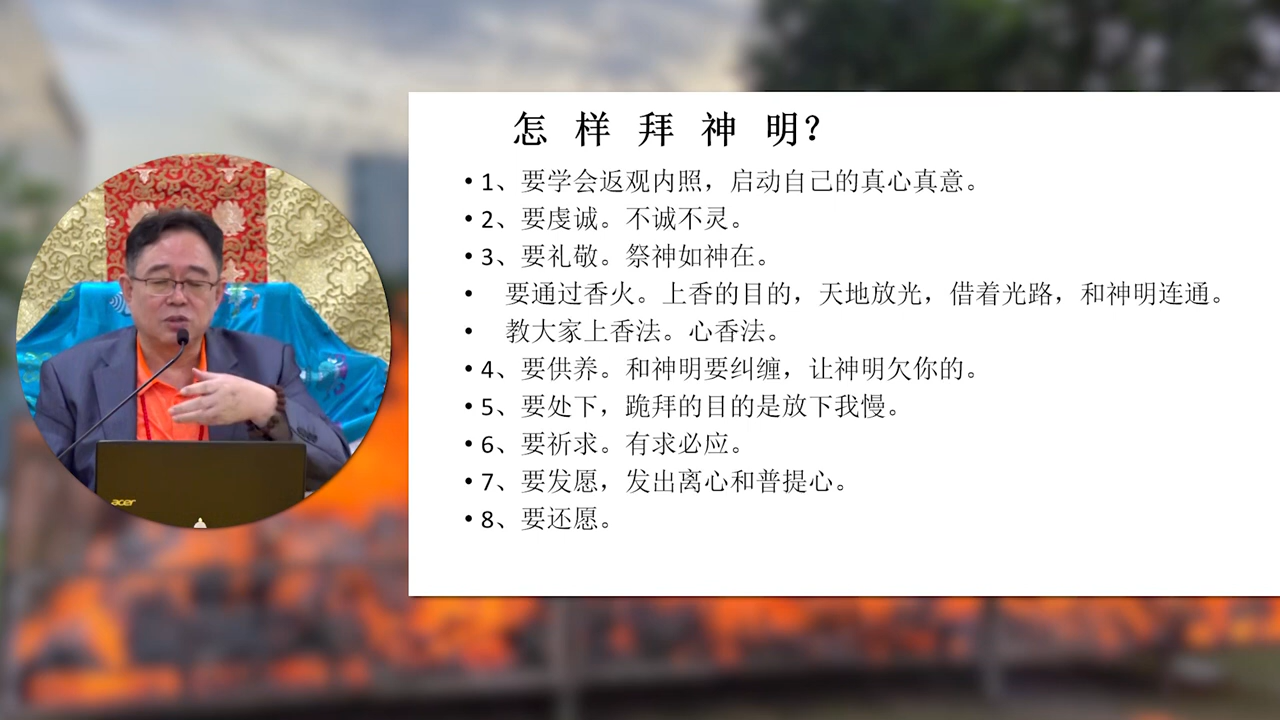 怎样拜神明？
• 1、要学会返观内照，启动自己的真心真意。
• 2、要虔诚。不诚不灵。
• 3、要礼敬。祭神如神在。
• 要通过香火。上香的目的，天地放光，借着光路，和神明连通。
• 教大家上香法。心香法。
• 4、要供养。和神明要纠缠，让神明欠你的。
• 5、要处下，跪拜的目的是放下我慢。
• 6、要祈求。有求必应。
• 7、要发愿，发出离心和普提心。
• 8、要还愿。
acer